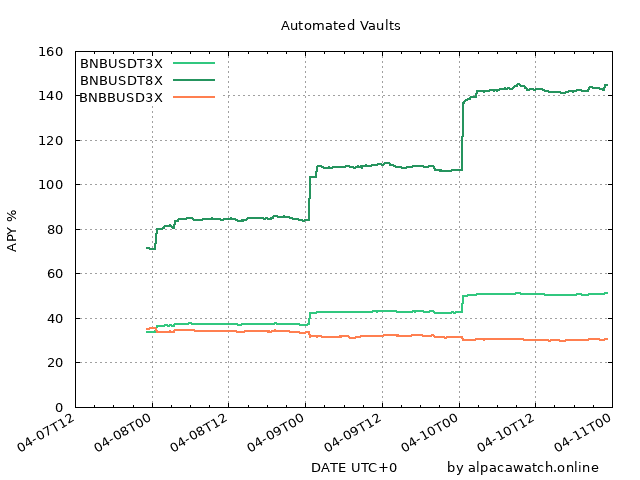 Automated Vaults
160
140
120
100
80
60
40
20
0
APY %
BNBUSDT3X
BNBUSDT8X
BNBBUSD3X
04-07T12
04-08T00
04-08T12
04-09T00
04-09T12
04-10T00
04-10T12
04-11T00
DATE UTC+0
by alpacawatch.online